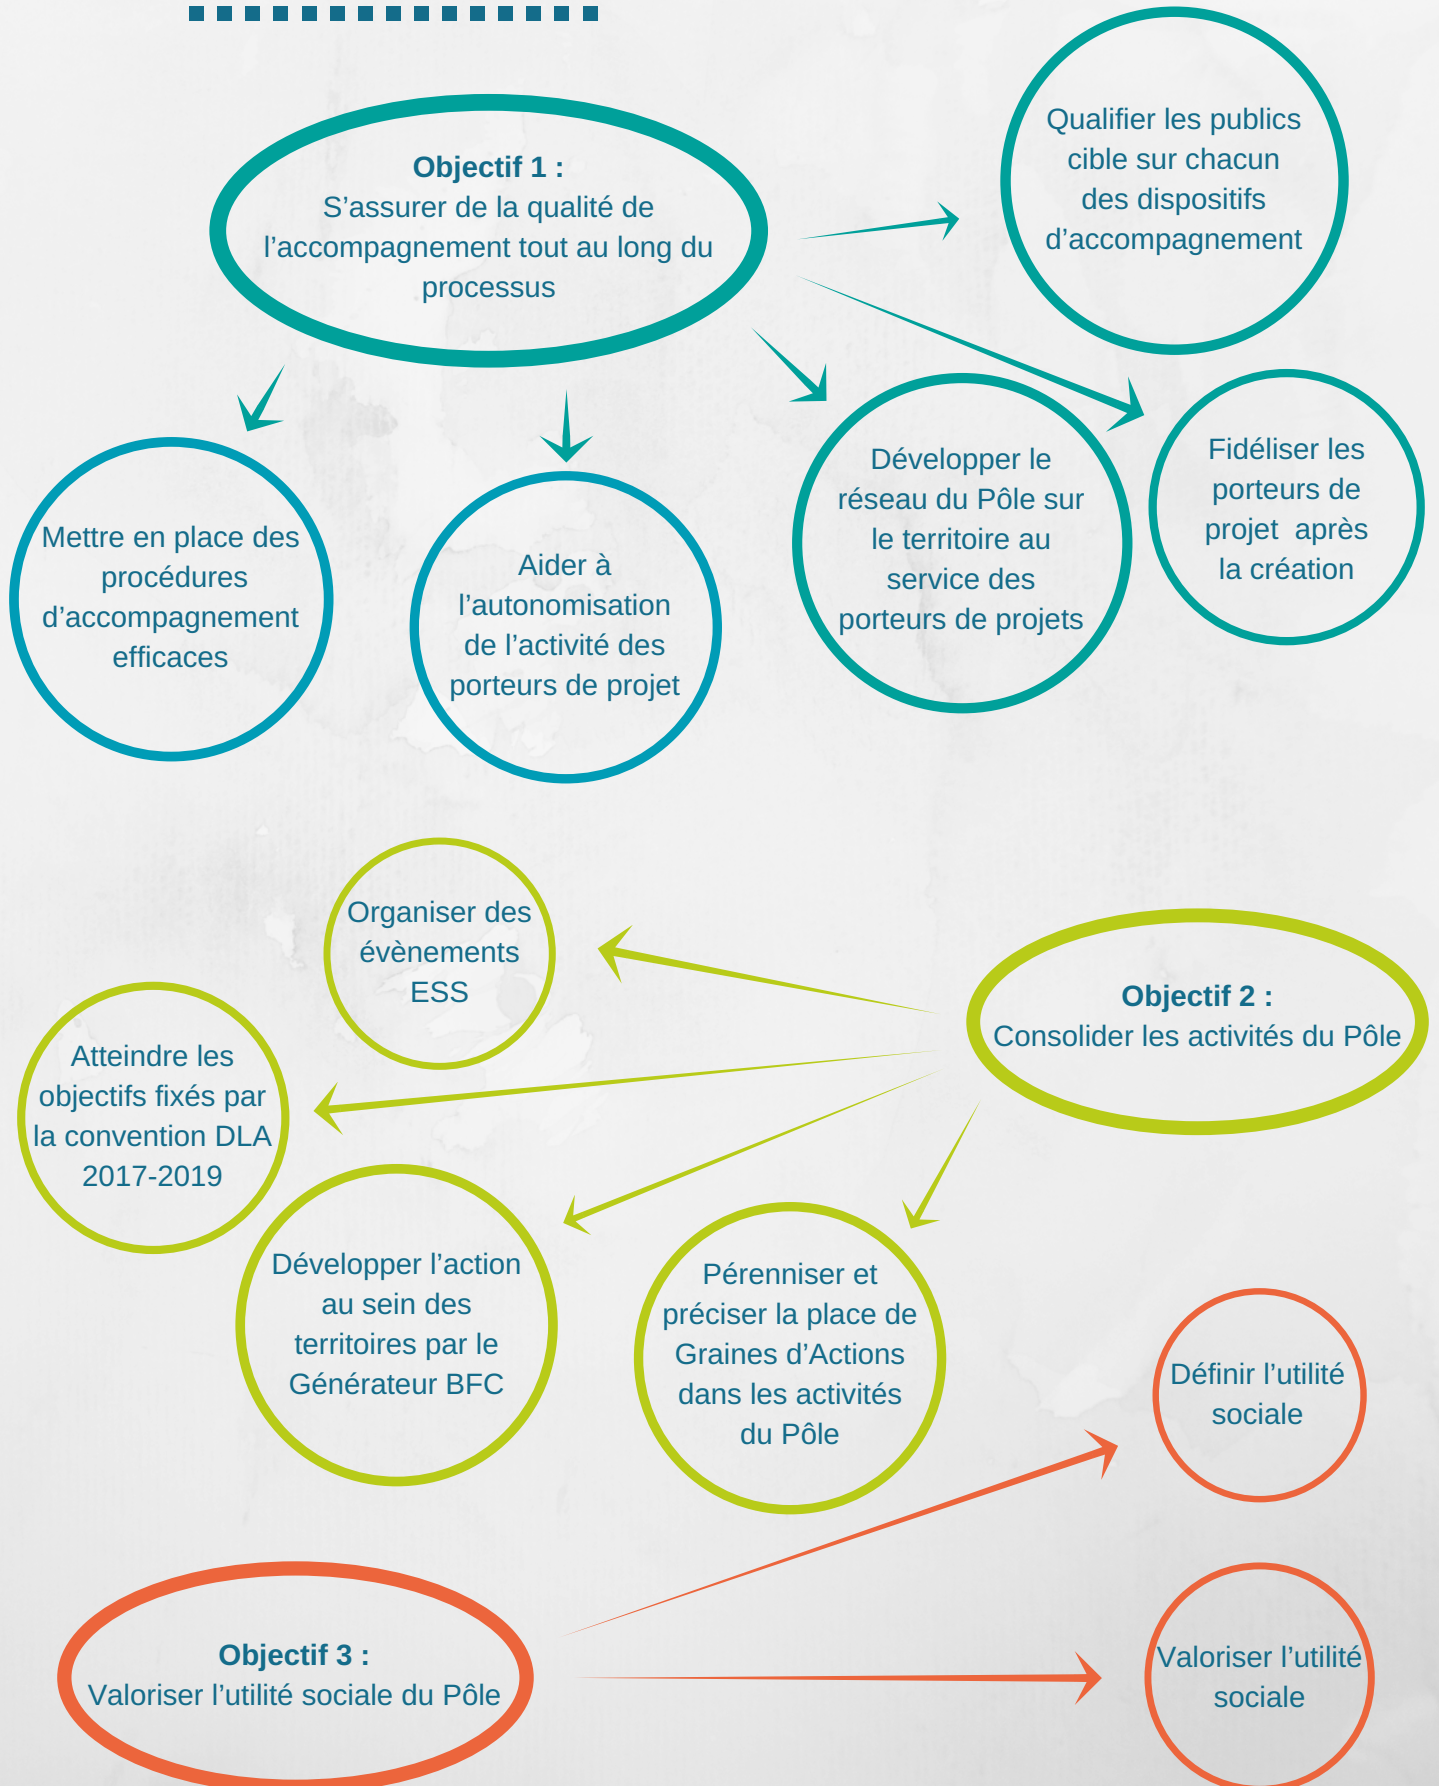 Objectif 1 :
S’assurer de la qualité de
l’accompagnement tout au long du
processus
Qualifier les publics
cible sur chacun
des dispositifs
d’accompagnement
Mettre en place des
procédures
d’accompagnement
efficaces
Aider à
l’autonomisation
de l’activité des
porteurs de projet
Développer le
réseau du Pôle sur
le territoire au
service des
porteurs de projets
Fidéliser les
porteurs de
projet  après
la création
Organiser des
évènements
ESS
Objectif 2 :
Consolider les activités du Pôle
Atteindre les
objectifs fixés par
la convention DLA
2017-2019
Développer l’action
au sein des
territoires par le
Générateur BFC
Pérenniser et
préciser la place de
Graines d’Actions
dans les activités
du Pôle
Définir l’utilité
sociale
Objectif 3 :
Valoriser l’utilité sociale du Pôle
Valoriser l’utilité
sociale